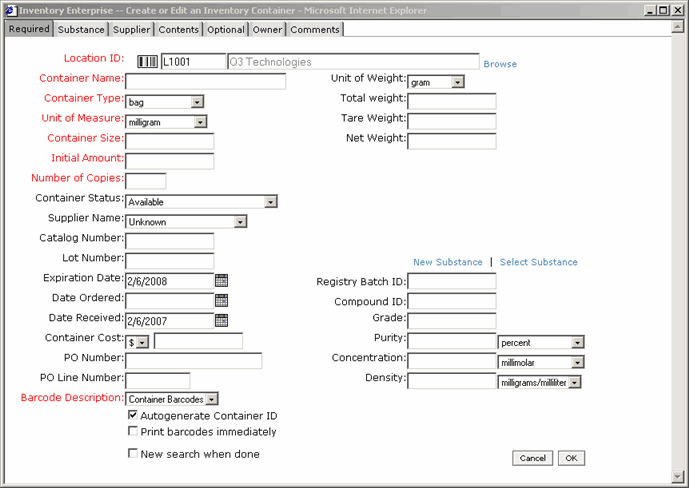 Inventory Enterprise -- Create or Edit an Inventory Container - Microsoft Internet Explorer
Required Substance Supplier Contents Optional Owner Comments
Location ID: L1001 Q3 Technologies Browse
Container Name: Unit of Weight: gram
Container Type: bag Total weight:
Unit of Measure: milligram Tare Weight:
Container Size: Net Weight:
Initial Amount:
Number of Copies:
Container Status: Available
Supplier Name: Unknown
Catalog Number:
Lot Number: New Substance | Select Substance
Expiration Date: 2/6/2008 Registry Batch ID:
Date Ordered: Compound ID:
Date Received: 2/6/2007 Grade:
Container Cost: $ Purity: percent
PO Number: Concentration: millimolar
PO Line Number: Density: milligrams/milliliter
Barcode Description: Container Barcodes
Autogenerate Container ID
Print barcodes immediately
New search when done
Cancel OK